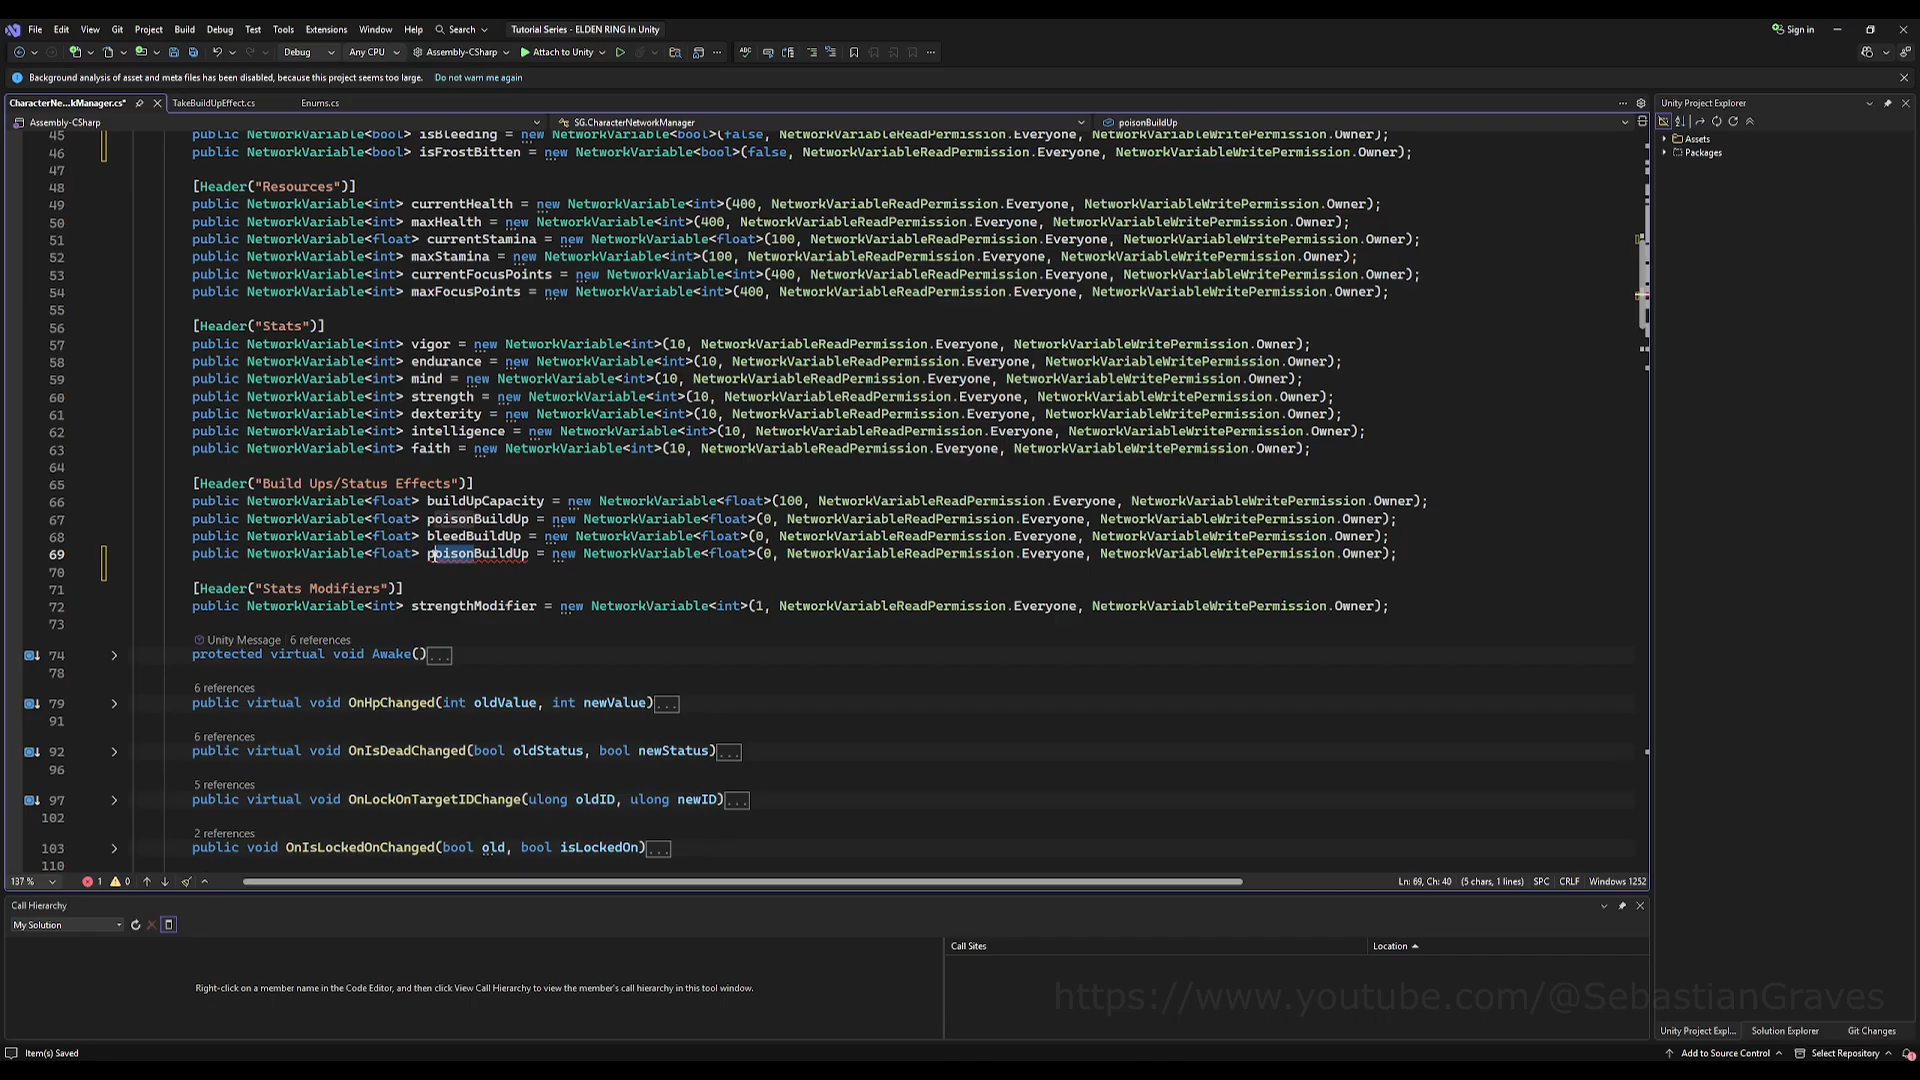 File Edit View Git Project Build Debug Test Tools Extensions Window Help Search Tutorial Series - ELDEN RING In Unity Sign in
Debug Any CPU Assembly-CSharp Attach to Unity
Background analysis of asset and meta files has been disabled, because this project seems too large. Do not warn me again
CharacterNe...kManager.cs* TakeBuildUpEffect.cs Enums.cs Unity Project Explorer
Assembly-CSharp SG.CharacterNetworkManager poisonBuildUp
Assets
Packages
45 public NetworkVariable<bool> isBleeding = new NetworkVariable<bool>(false, NetworkVariableReadPermission.Everyone, NetworkVariableWritePermission.Owner);
46 public NetworkVariable<bool> isFrostBitten = new NetworkVariable<bool>(false, NetworkVariableReadPermission.Everyone, NetworkVariableWritePermission.Owner);
47
48 [Header("Resources")]
49 public NetworkVariable<int> currentHealth = new NetworkVariable<int>(400, NetworkVariableReadPermission.Everyone, NetworkVariableWritePermission.Owner);
50 public NetworkVariable<int> maxHealth = new NetworkVariable<int>(400, NetworkVariableReadPermission.Everyone, NetworkVariableWritePermission.Owner);
51 public NetworkVariable<float> currentStamina = new NetworkVariable<float>(100, NetworkVariableReadPermission.Everyone, NetworkVariableWritePermission.Owner);
52 public NetworkVariable<int> maxStamina = new NetworkVariable<int>(100, NetworkVariableReadPermission.Everyone, NetworkVariableWritePermission.Owner);
53 public NetworkVariable<int> currentFocusPoints = new NetworkVariable<int>(400, NetworkVariableReadPermission.Everyone, NetworkVariableWritePermission.Owner);
54 public NetworkVariable<int> maxFocusPoints = new NetworkVariable<int>(400, NetworkVariableReadPermission.Everyone, NetworkVariableWritePermission.Owner);
55
56 [Header("Stats")]
57 public NetworkVariable<int> vigor = new NetworkVariable<int>(10, NetworkVariableReadPermission.Everyone, NetworkVariableWritePermission.Owner);
58 public NetworkVariable<int> endurance = new NetworkVariable<int>(10, NetworkVariableReadPermission.Everyone, NetworkVariableWritePermission.Owner);
59 public NetworkVariable<int> mind = new NetworkVariable<int>(10, NetworkVariableReadPermission.Everyone, NetworkVariableWritePermission.Owner);
60 public NetworkVariable<int> strength = new NetworkVariable<int>(10, NetworkVariableReadPermission.Everyone, NetworkVariableWritePermission.Owner);
61 public NetworkVariable<int> dexterity = new NetworkVariable<int>(10, NetworkVariableReadPermission.Everyone, NetworkVariableWritePermission.Owner);
62 public NetworkVariable<int> intelligence = new NetworkVariable<int>(10, NetworkVariableReadPermission.Everyone, NetworkVariableWritePermission.Owner);
63 public NetworkVariable<int> faith = new NetworkVariable<int>(10, NetworkVariableReadPermission.Everyone, NetworkVariableWritePermission.Owner);
64
65 [Header("Build Ups/Status Effects")]
66 public NetworkVariable<float> buildUpCapacity = new NetworkVariable<float>(100, NetworkVariableReadPermission.Everyone, NetworkVariableWritePermission.Owner);
67 public NetworkVariable<float> poisonBuildUp = new NetworkVariable<float>(0, NetworkVariableReadPermission.Everyone, NetworkVariableWritePermission.Owner);
68 public NetworkVariable<float> bleedBuildUp = new NetworkVariable<float>(0, NetworkVariableReadPermission.Everyone, NetworkVariableWritePermission.Owner);
69 public NetworkVariable<float> poisonBuildUp = new NetworkVariable<float>(0, NetworkVariableReadPermission.Everyone, NetworkVariableWritePermission.Owner);
70
71 [Header("Stats Modifiers")]
72 public NetworkVariable<int> strengthModifier = new NetworkVariable<int>(1, NetworkVariableReadPermission.Everyone, NetworkVariableWritePermission.Owner);
73
Unity Message | 6 references
74 protected virtual void Awake()...
78
6 references
79 public virtual void OnHpChanged(int oldValue, int newValue)...
91
6 references
92 public virtual void OnIsDeadChanged(bool oldStatus, bool newStatus)...
96
5 references
97 public virtual void OnLockOnTargetIDChange(ulong oldID, ulong newID)...
102
2 references
103 public void OnIsLockedOnChanged(bool old, bool isLockedOn)...
110
137 % 1 0 Ln: 69, Ch: 40 (5 chars, 1 lines) SPC CRLF Windows 1252
Call Hierarchy
My Solution
Call Sites Location
Right-click on a member name in the Code Editor, and then click View Call Hierarchy to view the member's call hierarchy in this tool window.
https://www.youtube.com/@SebastianGraves
Unity Project Expl... Solution Explorer Git Changes
Item(s) Saved Add to Source Control Select Repository